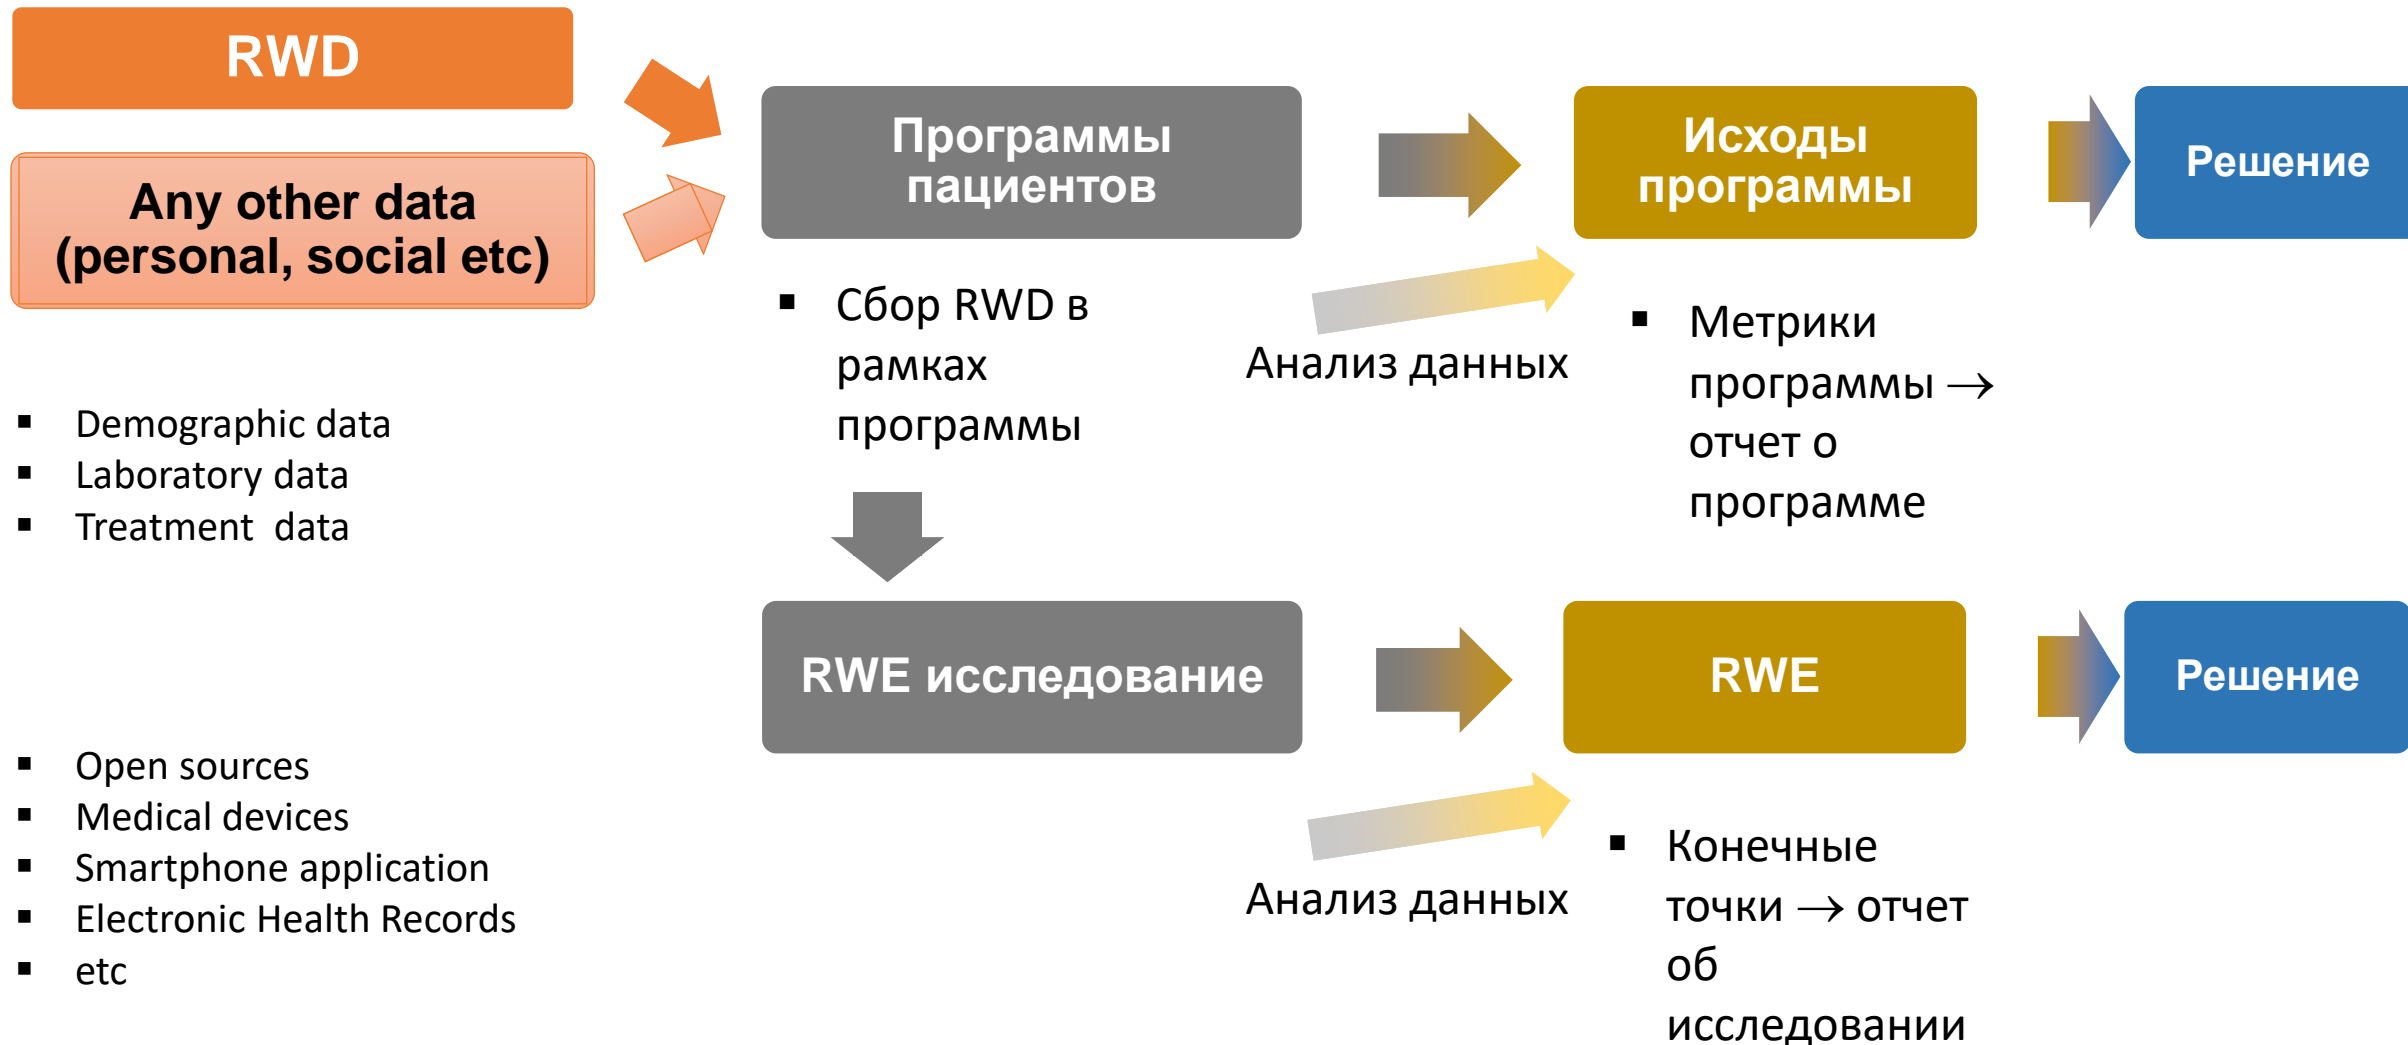 RWD
Any other data
(personal, social etc)
▪ Demographic data
▪ Laboratory data
▪ Treatment data
▪ Open sources
▪ Medical devices
▪ Smartphone application
▪ Electronic Health Records
▪ etc
Программы
пациентов
▪ Сбор RWD в
рамках
программы
Анализ данных
Исходы
программы
▪ Метрики
программы →
отчет о
программе
Решение
RWE исследование
Анализ данных
RWE
▪ Конечные
точки → отчет
об
исследовании
Решение